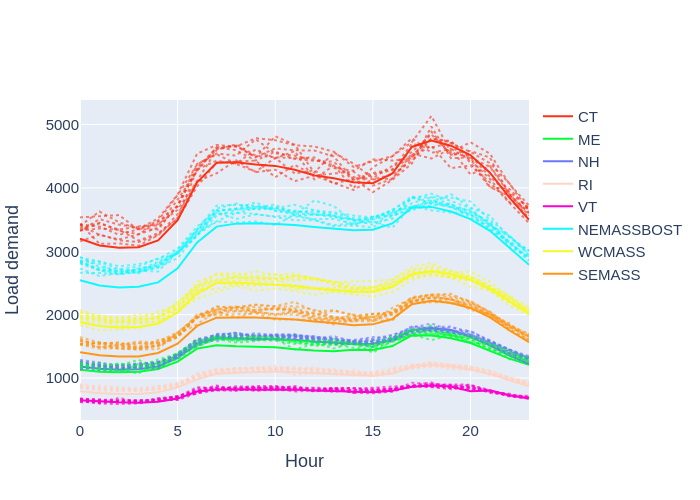 5000
4000
3000
2000
1000
0
5
10
15
20
Hour
Load demand
CT
ME
NH
RI
VT
NEMASSBOST
WCMASS
SEMASS